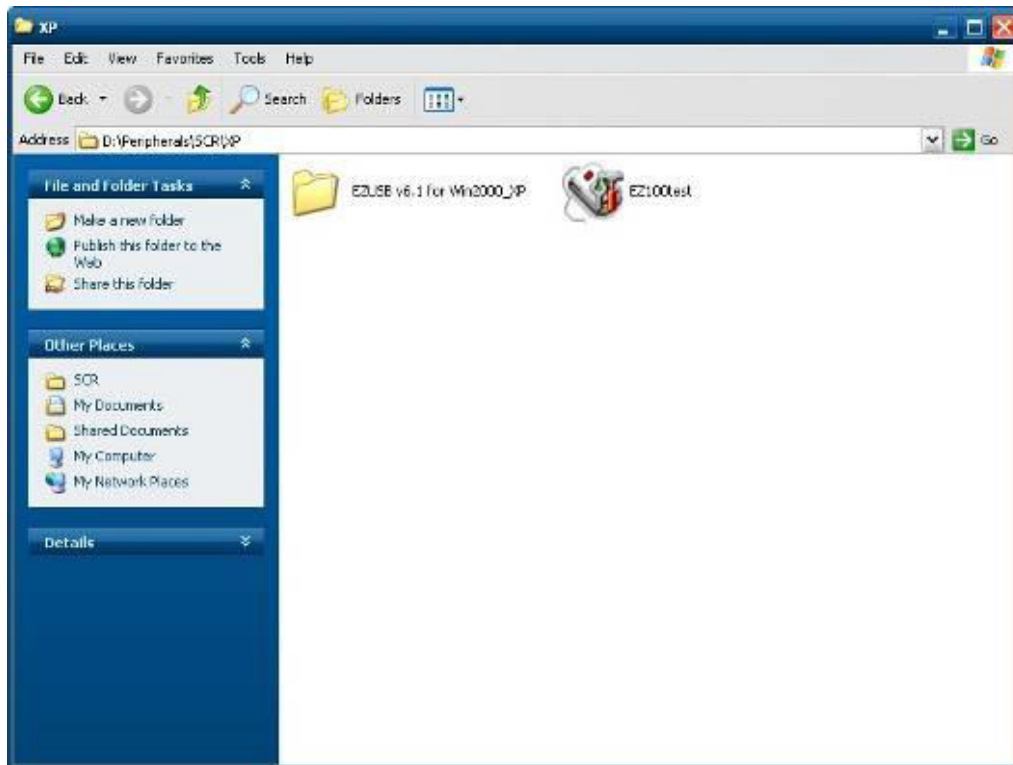 XP
File Edit View Favorites Tools Help
Back Search Folders
Address D:\Peripherals\SCR\XP Go
File and Folder Tasks
Make a new folder
Publish this folder to the
Web
Share this folder
Other Places
SCR
My Documents
Shared Documents
My Computer
My Network Places
Details
EZUSB v6.1 for Win2000_XP
EZ100test